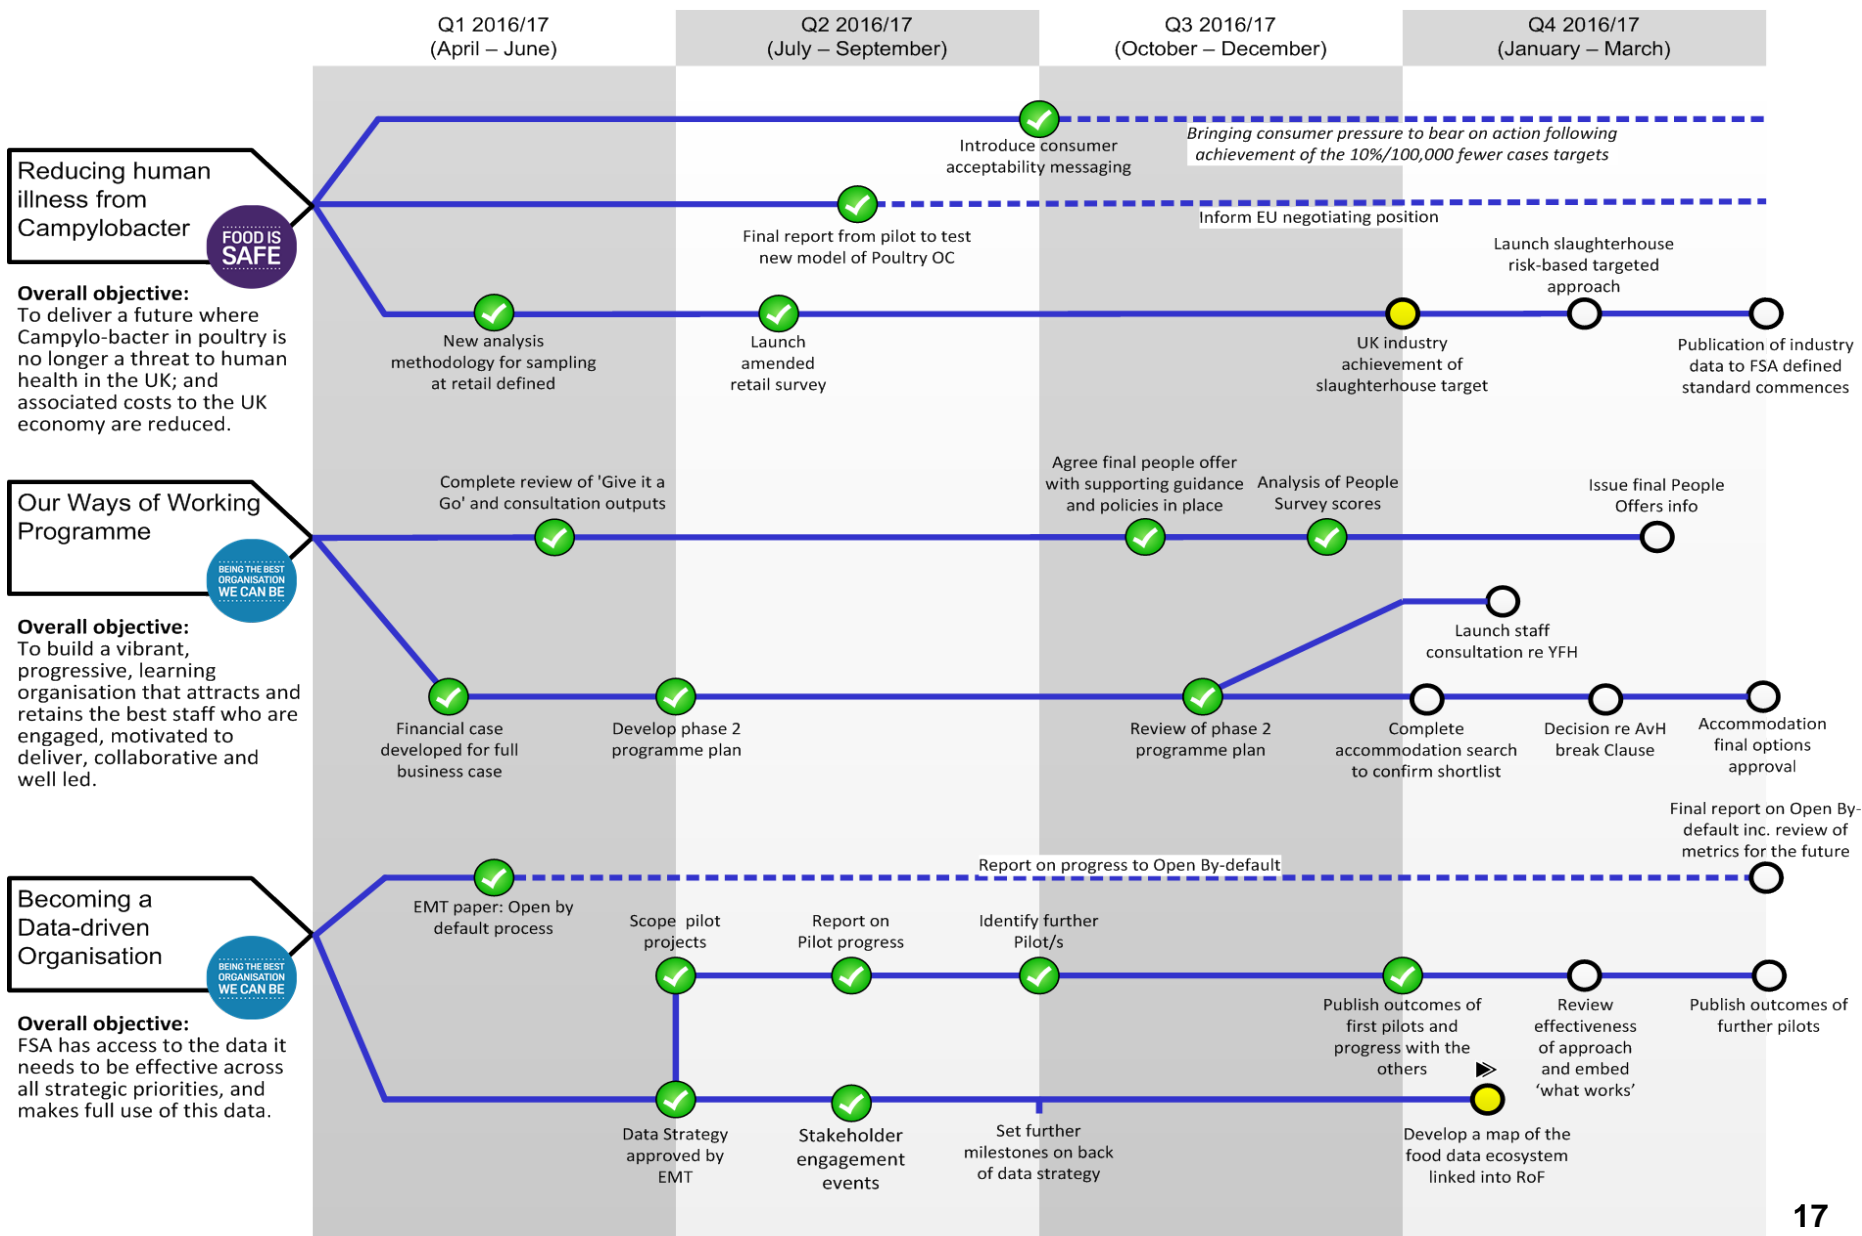 Q1 2016/17
(April – June)
Q2 2016/17
(July – September)
Q3 2016/17
(October – December)
Q4 2016/17
(January – March)
Reducing human
illness from
Campylobacter
FOOD IS
SAFE
Overall objective:
To deliver a future where
Campylo-bacter in poultry is
no longer a threat to human
health in the UK; and
associated costs to the UK
economy are reduced.
Introduce consumer
acceptability messaging
Bringing consumer pressure to bear on action following
achievement of the 10%/100,000 fewer cases targets
Final report from pilot to test
new model of Poultry OC
Inform EU negotiating position
New analysis
methodology for sampling
at retail defined
Launch
amended
retail survey
UK industry
achievement of
slaughterhouse target
Launch slaughterhouse
risk-based targeted
approach
Publication of industry
data to FSA defined
standard commences
Our Ways of Working
Programme
BEING THE BEST
ORGANISATION
WE CAN BE
Overall objective:
To build a vibrant,
progressive, learning
organisation that attracts and
retains the best staff who are
engaged, motivated to
deliver, collaborative and
well led.
Complete review of 'Give it a
Go' and consultation outputs
Agree final people offer
with supporting guidance
and policies in place
Analysis of People
Survey scores
Issue final People
Offers info
Launch staff
consultation re YFH
Financial case
developed for full
business case
Develop phase 2
programme plan
Review of phase 2
programme plan
Complete
accommodation search
to confirm shortlist
Decision re AvH
break Clause
Accommodation
final options
approval
Becoming a
Data-driven
Organisation
BEING THE BEST
ORGANISATION
WE CAN BE
Overall objective:
FSA has access to the data it
needs to be effective across
all strategic priorities, and
makes full use of this data.
EMT paper: Open by
default process
Report on progress to Open By-default
Final report on Open By-
default inc. review of
metrics for the future
Scope pilot
projects
Report on
Pilot progress
Identify further
Pilot/s
Publish outcomes of
first pilots and
progress with the
others
Review
effectiveness
of approach
and embed
‘what works’
Publish outcomes of
further pilots
Data Strategy
approved by
EMT
Stakeholder
engagement
events
Set further
milestones on back
of data strategy
Develop a map of the
food data ecosystem
linked into RoF
17